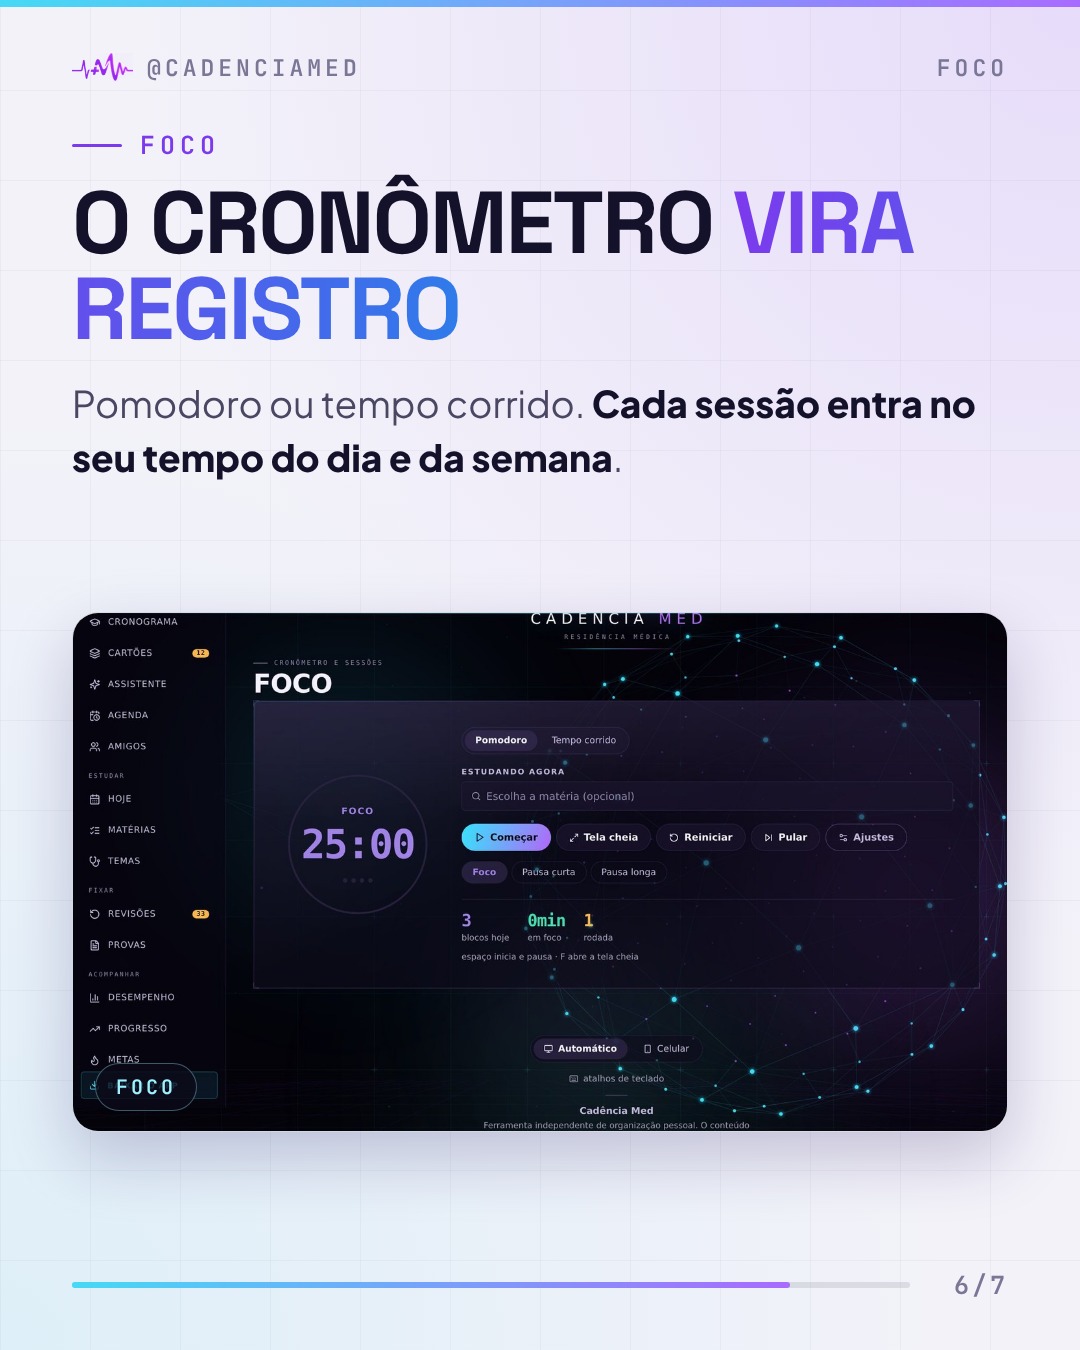 @CADENCIAMED
FOCO
FOCO
O CRONÔMETRO VIRA
REGISTRO
Pomodoro ou tempo corrido. Cada sessão entra no
seu tempo do dia e da semana.
CRONOGRAMA
CARTÕES 12
ASSISTENTE
AGENDA
AMIGOS
ESTUDAR
HOJE
MATÉRIAS
TEMAS
FIXAR
REVISÕES 33
PROVAS
ACOMPANHAR
DESEMPENHO
PROGRESSO
METAS
FOCO
CADENCIA MED
RESIDÊNCIA MÉDICA
CRONÔMETRO E SESSÕES
FOCO
FOCO
25:00
Pomodoro Tempo corrido
ESTUDANDO AGORA
Escolha a matéria (opcional)
Começar Tela cheia Reiniciar Pular Ajustes
Foco Pausa curta Pausa longa
3 0min 1
blocos hoje em foco · rodada
espaço inicia e pausa · F abre a tela cheia
Automático Celular
atalhos de teclado
Cadência Med
Ferramenta independente de organização pessoal. O conteúdo
6/7